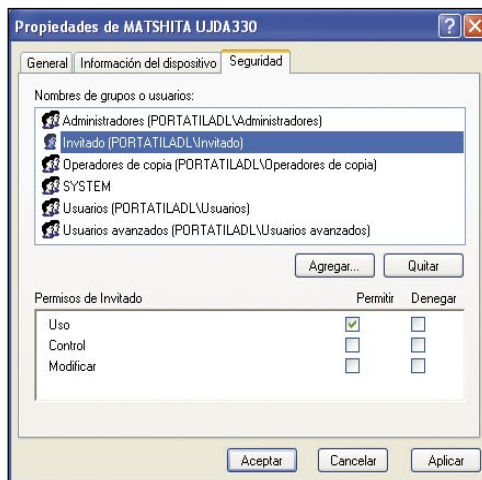 Propiedades de MATSHITA UJDA330
General Información del dispositivo Seguridad
Nombres de grupos o usuarios:
Administradores (PORTATILADL\Administradores)
Invitado (PORTATILADL\Invitado)
Operadores de copia (PORTATILADL\Operadores de copia)
SYSTEM
Usuarios (PORTATILADL\Usuarios)
Usuarios avanzados (PORTATILADL\Usuarios avanzados)
Agregar... Quitar
Permisos de Invitado Permitir Denegar
Uso
Control
Modificar
Aceptar Cancelar Aplicar